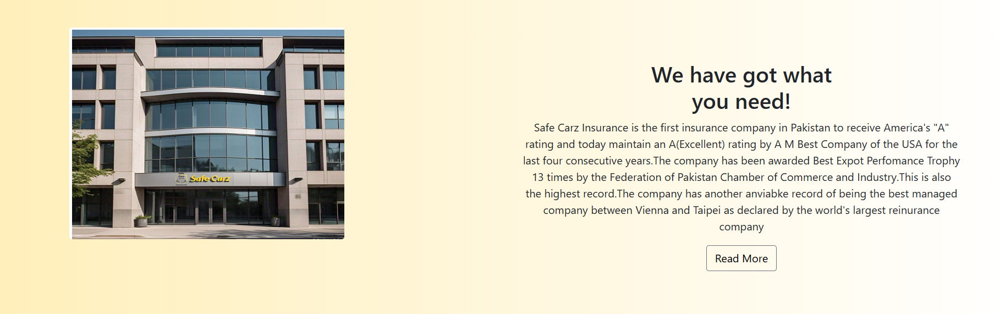 Safe Carz
We have got what
you need!
Safe Carz Insurance is the first insurance company in Pakistan to receive America's "A"
rating and today maintain an A(Excellent) rating by A M Best Company of the USA for the
last four consecutive years.The company has been awarded Best Expot Perfomance Trophy
13 times by the Federation of Pakistan Chamber of Commerce and Industry.This is also
the highest record.The company has another anviabke record of being the best managed
company between Vienna and Taipei as declared by the world's largest reinurance
company
Read More